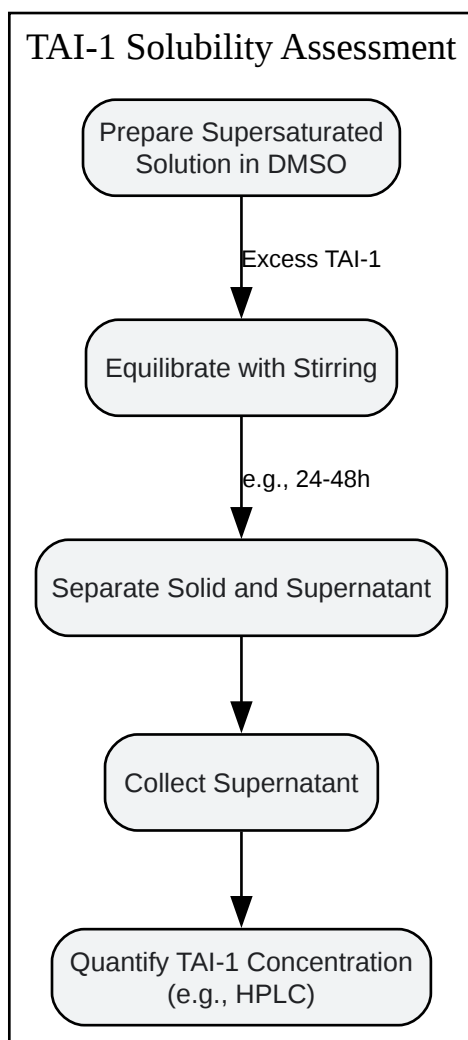 TAI-1 Solubility Assessment
Prepare Supersaturated
Solution in DMSO
Excess TAI-1
Equilibrate with Stirring
e.g., 24-48h
Separate Solid and Supernatant
Collect Supernatant
Quantify TAI-1 Concentration
(e.g., HPLC)